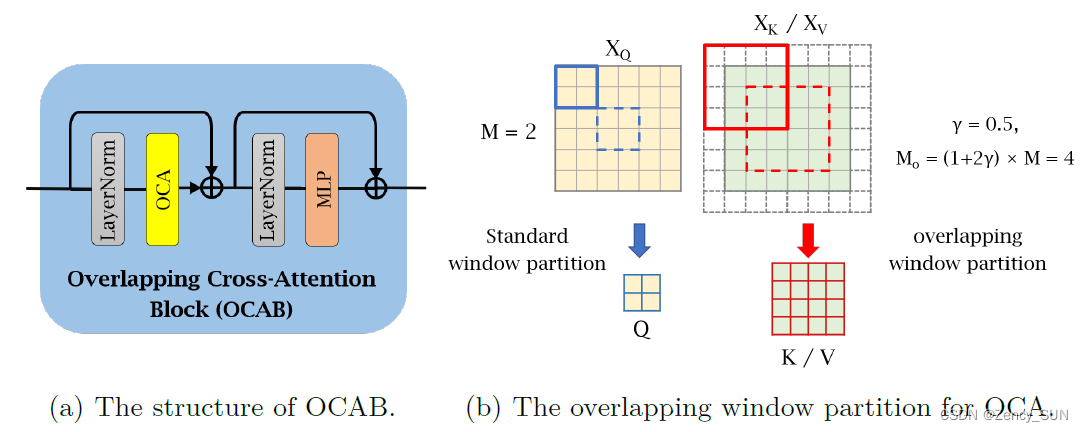 LayerNorm
OCA
LayerNorm
MLP
Overlapping Cross-Attention
Block (OCAB)
(a) The structure of OCAB.
X_Q
X_K / X_V
M = 2
γ = 0.5,
M_o = (1+2γ) × M = 4
Standard
window partition
overlapping
window partition
Q
K / V
(b) The overlapping window partition for OCA.
CSDN @Zency_SUN